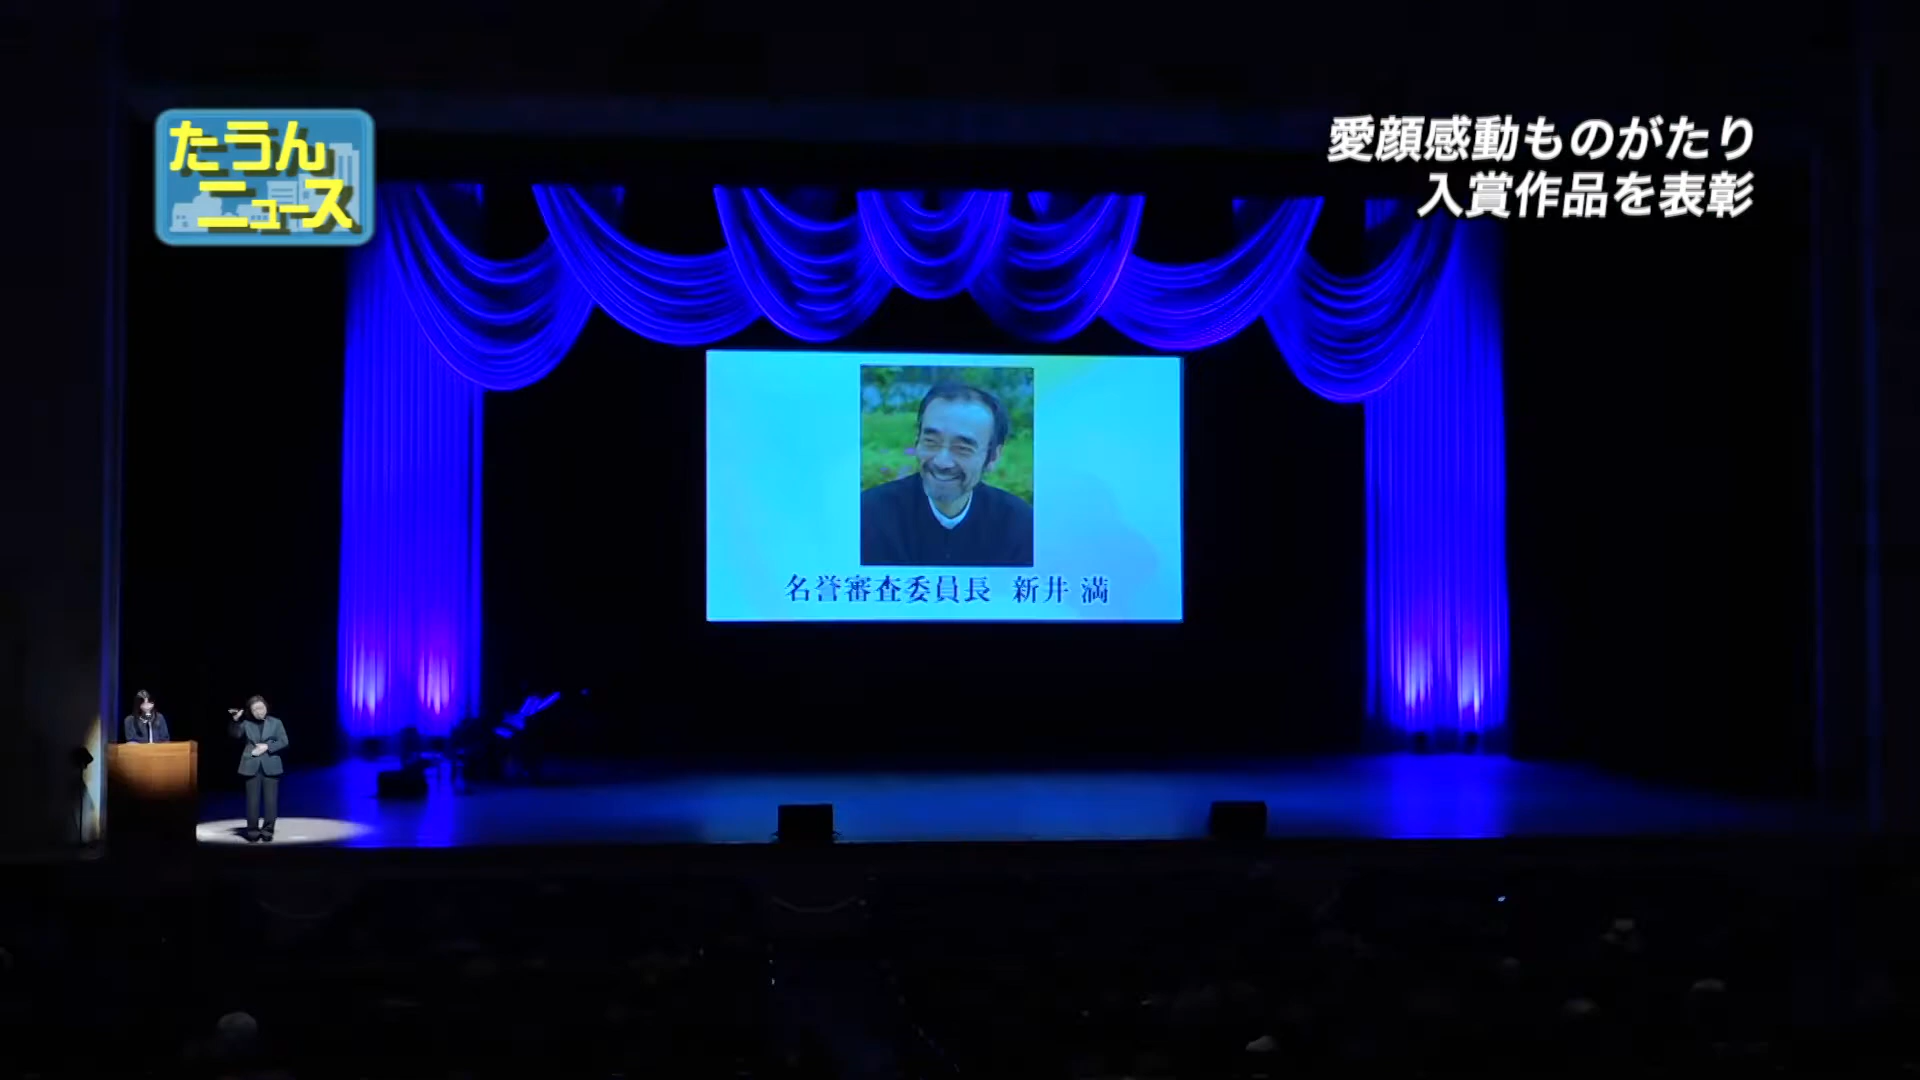 たうん
ニュース
愛顔感動ものがたり
入賞作品を表彰
名誉審査委員長 新井 満